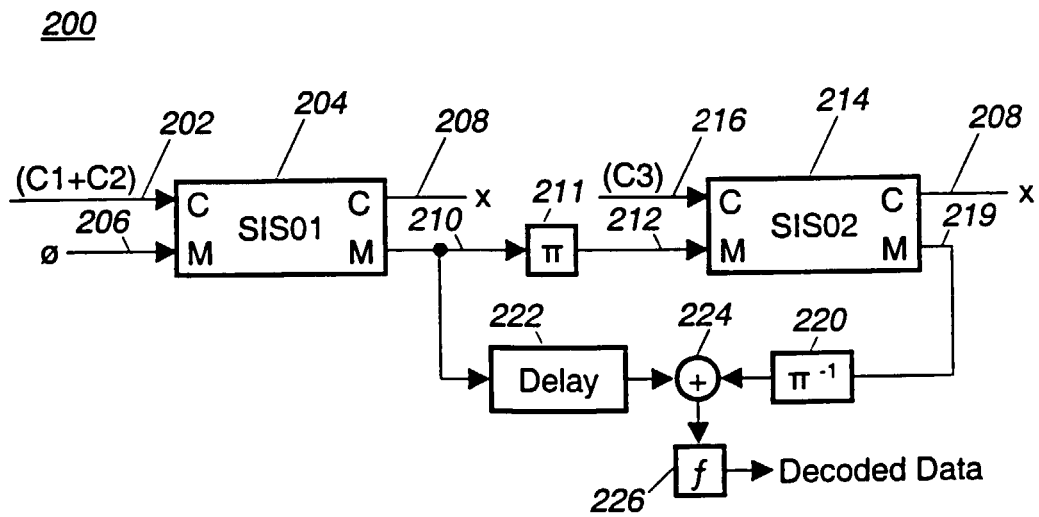 200
202
204
208
216
214
208
(C1+C2)
(C3)
206
C
C
x
211
C
C
x
SIS01
210
212
SIS02
219
ø
M
M
π
M
M
222
224
220
Delay
+
π -1
226
f
Decoded Data